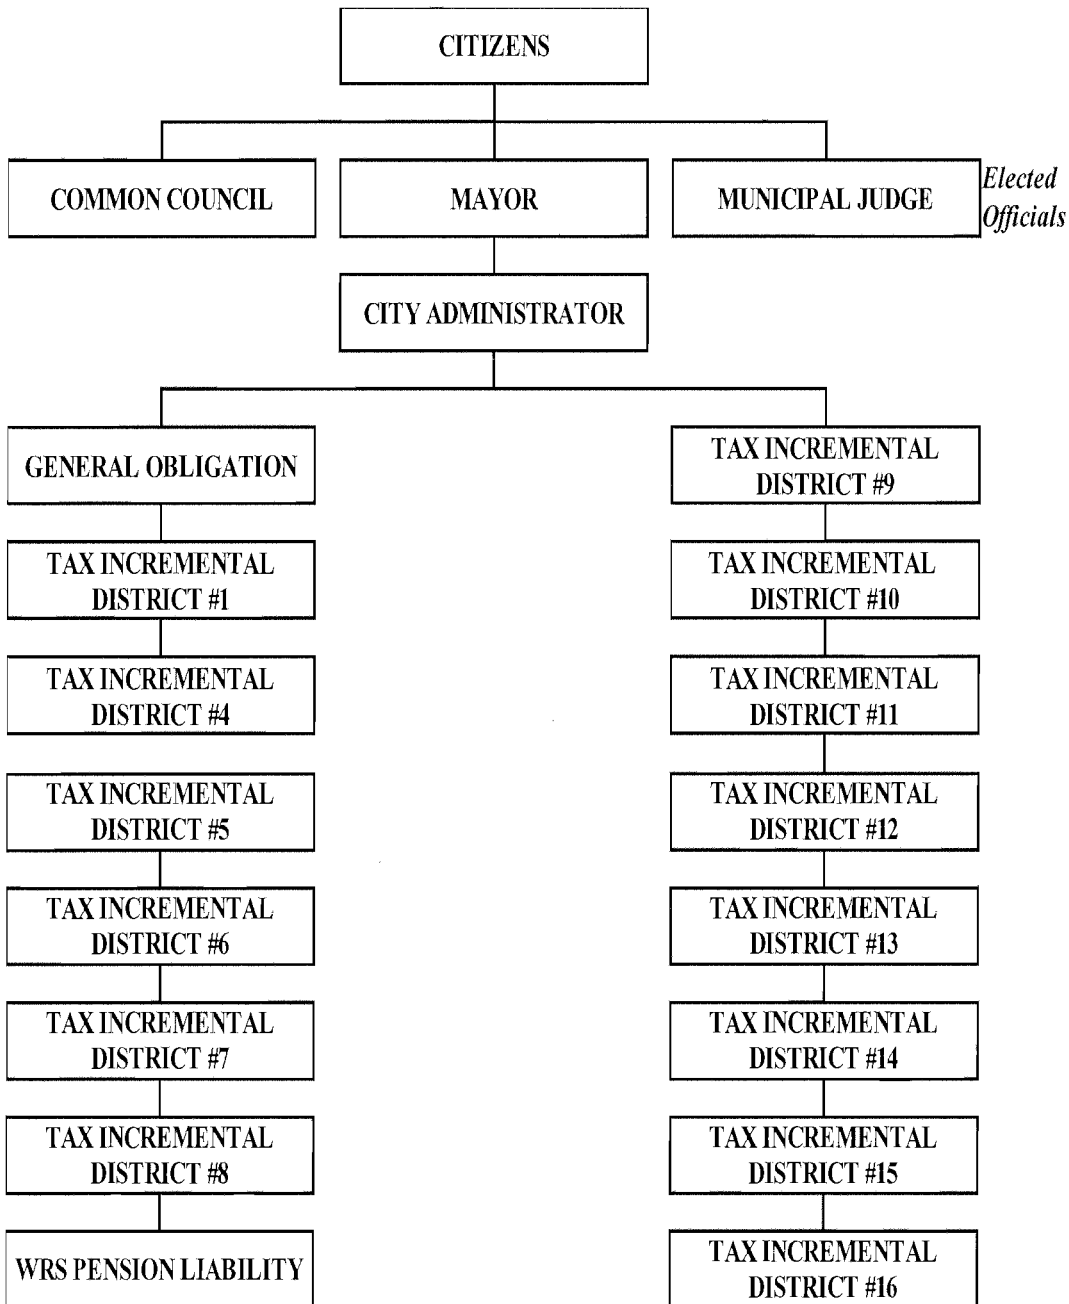 CITIZENS
COMMON COUNCIL
MAYOR
MUNICIPAL JUDGE
Elected
Officials
CITY ADMINISTRATOR
GENERAL OBLIGATION
TAX INCREMENTAL
DISTRICT #1
TAX INCREMENTAL
DISTRICT #4
TAX INCREMENTAL
DISTRICT #5
TAX INCREMENTAL
DISTRICT #6
TAX INCREMENTAL
DISTRICT #7
TAX INCREMENTAL
DISTRICT #8
WRS PENSION LIABILITY
TAX INCREMENTAL
DISTRICT #9
TAX INCREMENTAL
DISTRICT #10
TAX INCREMENTAL
DISTRICT #11
TAX INCREMENTAL
DISTRICT #12
TAX INCREMENTAL
DISTRICT #13
TAX INCREMENTAL
DISTRICT #14
TAX INCREMENTAL
DISTRICT #15
TAX INCREMENTAL
DISTRICT #16